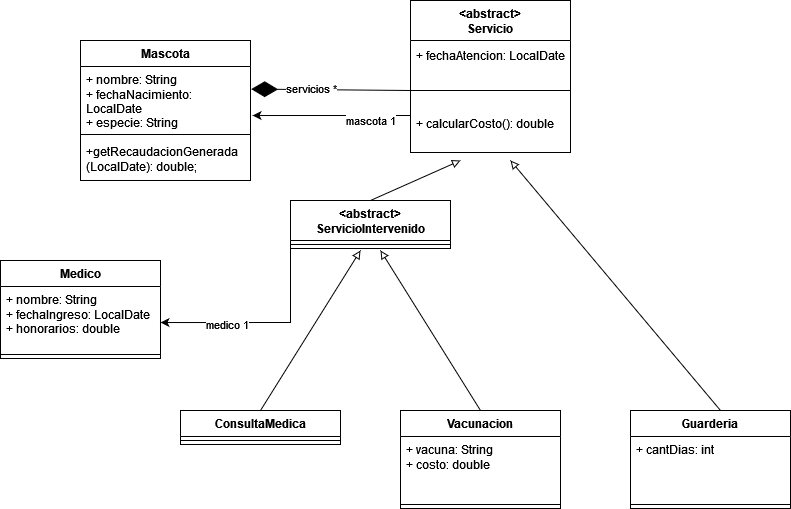 <abstract>
Servicio
+ fechaAtencion: LocalDate
+ calcularCosto(): double
Mascota
+ nombre: String
+ fechaNacimiento:
LocalDate
+ especie: String
+getRecaudacionGenerada
(LocalDate): double;
servicios *
mascota 1
<abstract>
ServicioIntervenido
Medico
+ nombre: String
+ fechaIngreso: LocalDate
+ honorarios: double
medico 1
ConsultaMedica
Vacunacion
+ vacuna: String
+ costo: double
Guarderia
+ cantDias: int